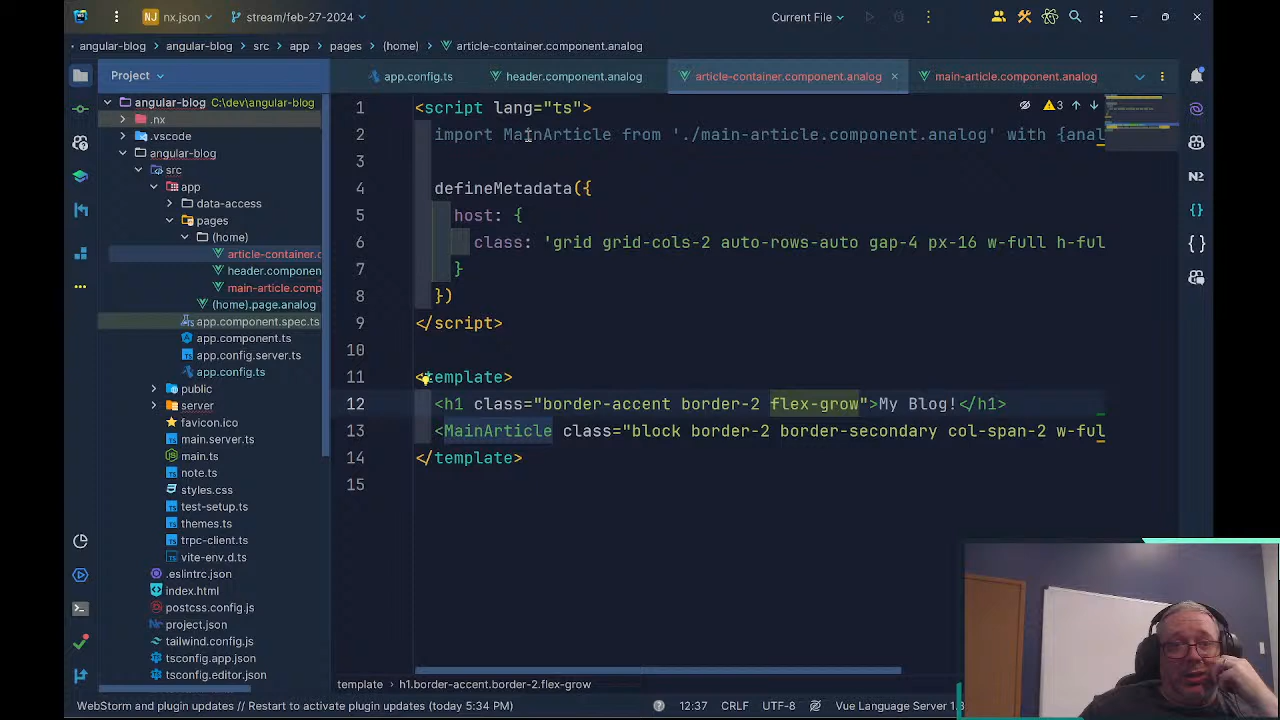 NJ nx.json
stream/feb-27-2024
Current File
angular-blog
angular-blog
src
app
pages
(home)
article-container.component.analog
Project
app.config.ts
header.component.analog
article-container.component.analog
main-article.component.analog
angular-blog C:\dev\angular-blog
.nx
.vscode
angular-blog
src
app
data-access
pages
(home)
article-container.c
header.componen
main-article.comp
(home).page.analog
app.component.spec.ts
app.component.ts
app.config.server.ts
app.config.ts
public
server
favicon.ico
main.server.ts
main.ts
note.ts
styles.css
test-setup.ts
themes.ts
trpc-client.ts
vite-env.d.ts
.eslintrc.json
index.html
postcss.config.js
project.json
tailwind.config.js
tsconfig.app.json
tsconfig.editor.json
1 <script lang="ts">
2 import MainArticle from './main-article.component.analog' with {anal
3
4 defineMetadata({
5 host: {
6 class: 'grid grid-cols-2 auto-rows-auto gap-4 px-16 w-full h-ful
7 }
8 })
9 </script>
10
11 <template>
12 <h1 class="border-accent border-2 flex-grow">My Blog!</h1>
13 <MainArticle class="block border-2 border-secondary col-span-2 w-ful
14 </template>
15
3
N2
template
h1.border-accent.border-2.flex-grow
WebStorm and plugin updates // Restart to activate plugin updates (today 5:34 PM)
12:37 CRLF UTF-8 Vue Language Server 1.8